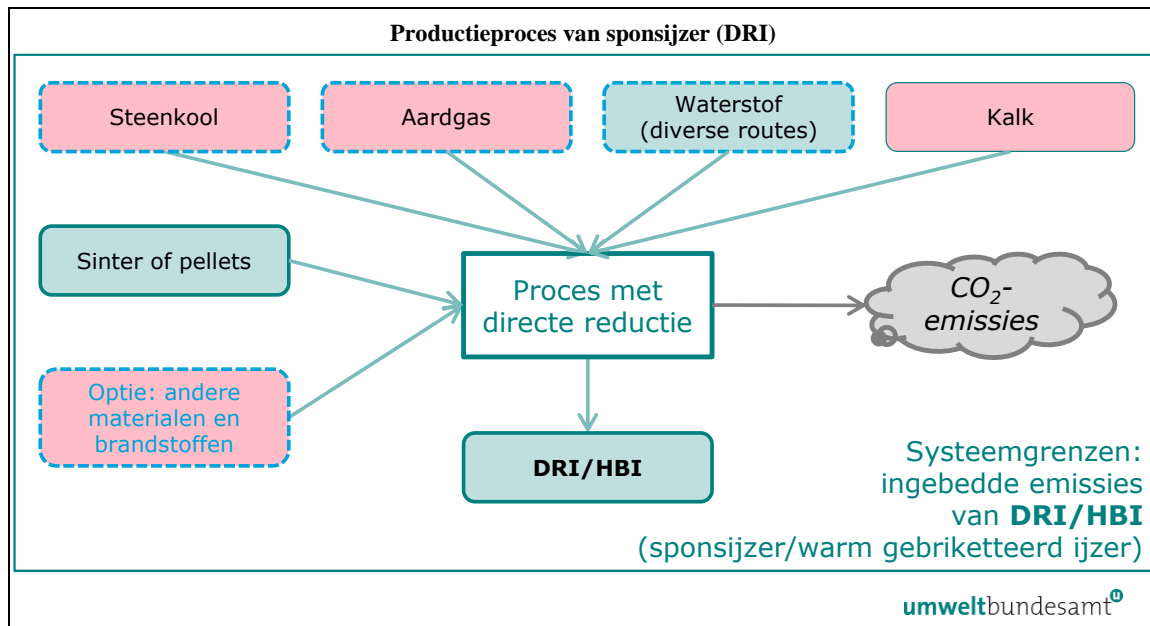 Productieproces van sponsijzer (DRI)
Steenkool
Aardgas
Waterstof
(diverse routes)
Kalk
Sinter of pellets
Proces met
directe reductie
CO₂-
emissies
Optie: andere
materialen en
brandstoffen
DRI/HBI
Systeemgrenzen:
ingebedde emissies
van DRI/HBI
(sponsijzer/warm gebriketteerd ijzer)
umweltbundesamt